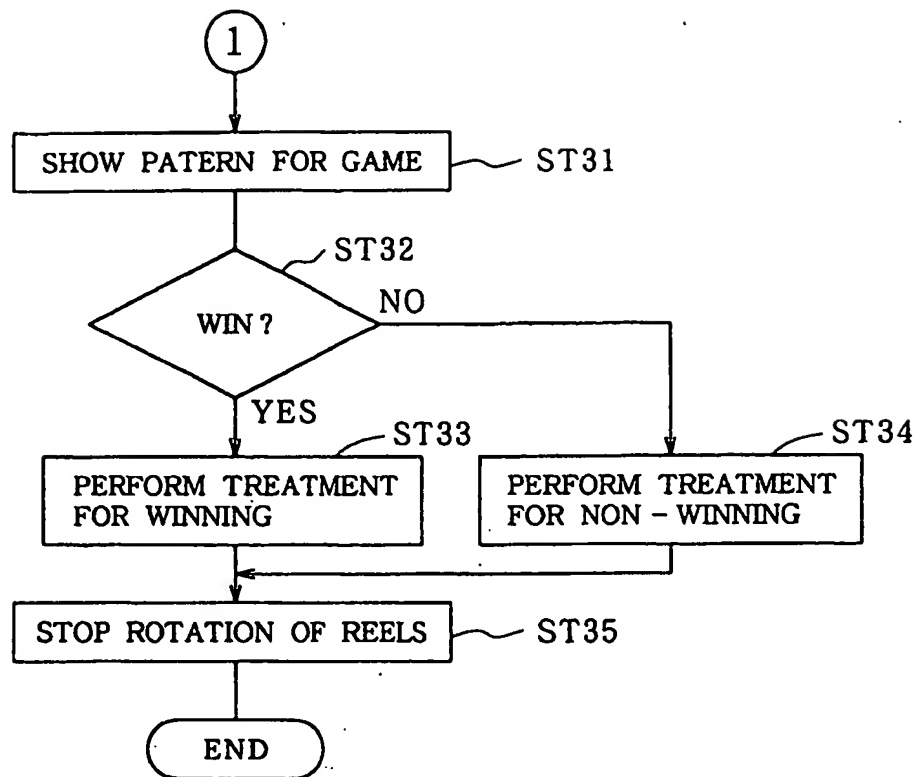 1
SHOW PATERN FOR GAME
ST31
ST32
WIN?
NO
YES
ST33
PERFORM TREATMENT
FOR WINNING
ST34
PERFORM TREATMENT
FOR NON-WINNING
STOP ROTATION OF REELS
ST35
END